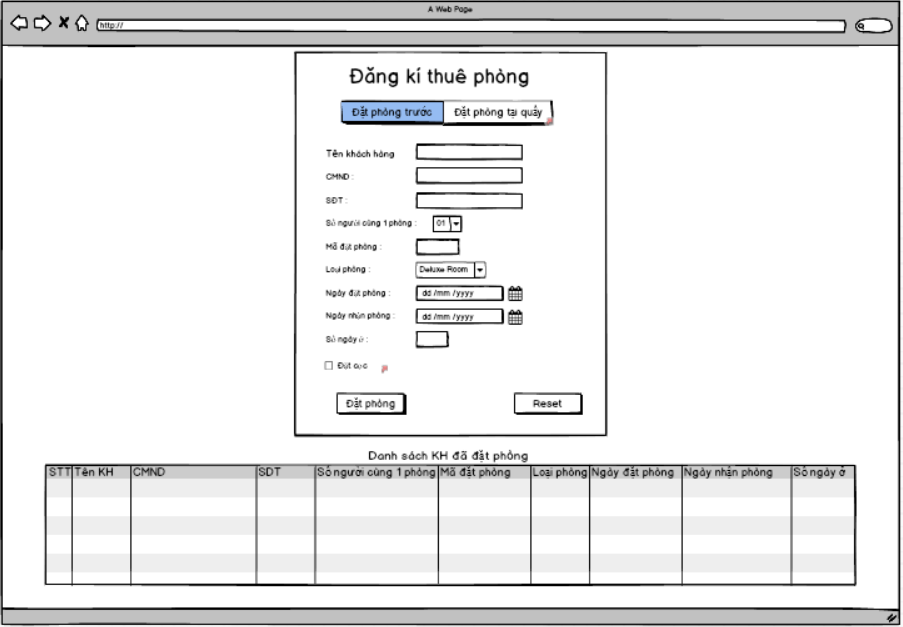 A Web Page
http://
Đăng kí thuê phòng
Đặt phòng trước Đặt phòng tại quầy
Tên khách hàng
CMND :
SĐT :
Số người cùng 1 phòng : 01
Mã đặt phòng :
Loại phòng : Deluxe Room
Ngày đặt phòng : dd /mm /yyyy
Ngày nhận phòng : dd /mm /yyyy
Số ngày ở :
Đặt cọc
Đặt phòng Reset
Danh sách KH đã đặt phòng
STT Tên KH CMND SDT Số người cùng 1 phòng Mã đặt phòng Loại phòng Ngày đặt phòng Ngày nhận phòng Số ngày ở